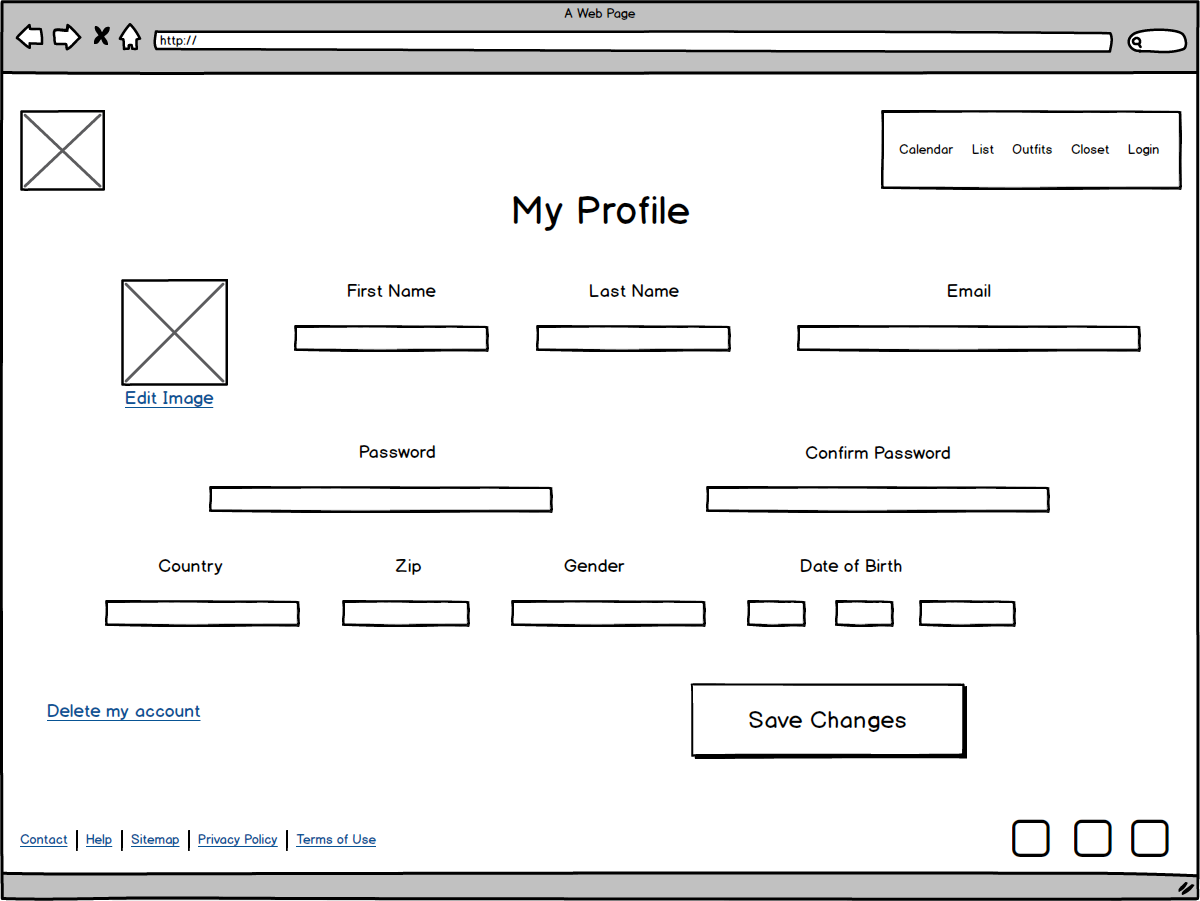 A Web Page
http://
Calendar List Outfits Closet Login
My Profile
First Name Last Name Email
Edit Image
Password Confirm Password
Country Zip Gender Date of Birth
Delete my account
Save Changes
Contact Help Sitemap Privacy Policy Terms of Use